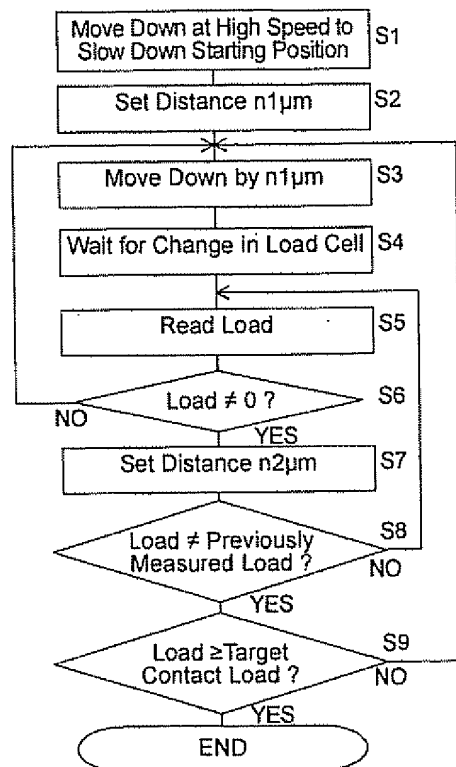 Move Down at High Speed to
Slow Down Starting Position
S1
Set Distance n1µm
S2
Move Down by n1µm
S3
Wait for Change in Load Cell
S4
Read Load
S5
Load ≠ 0 ?
S6
NO
YES
Set Distance n2µm
S7
Load ≠ Previously
Measured Load ?
S8
NO
YES
Load ≥Target
Contact Load ?
S9
NO
YES
END